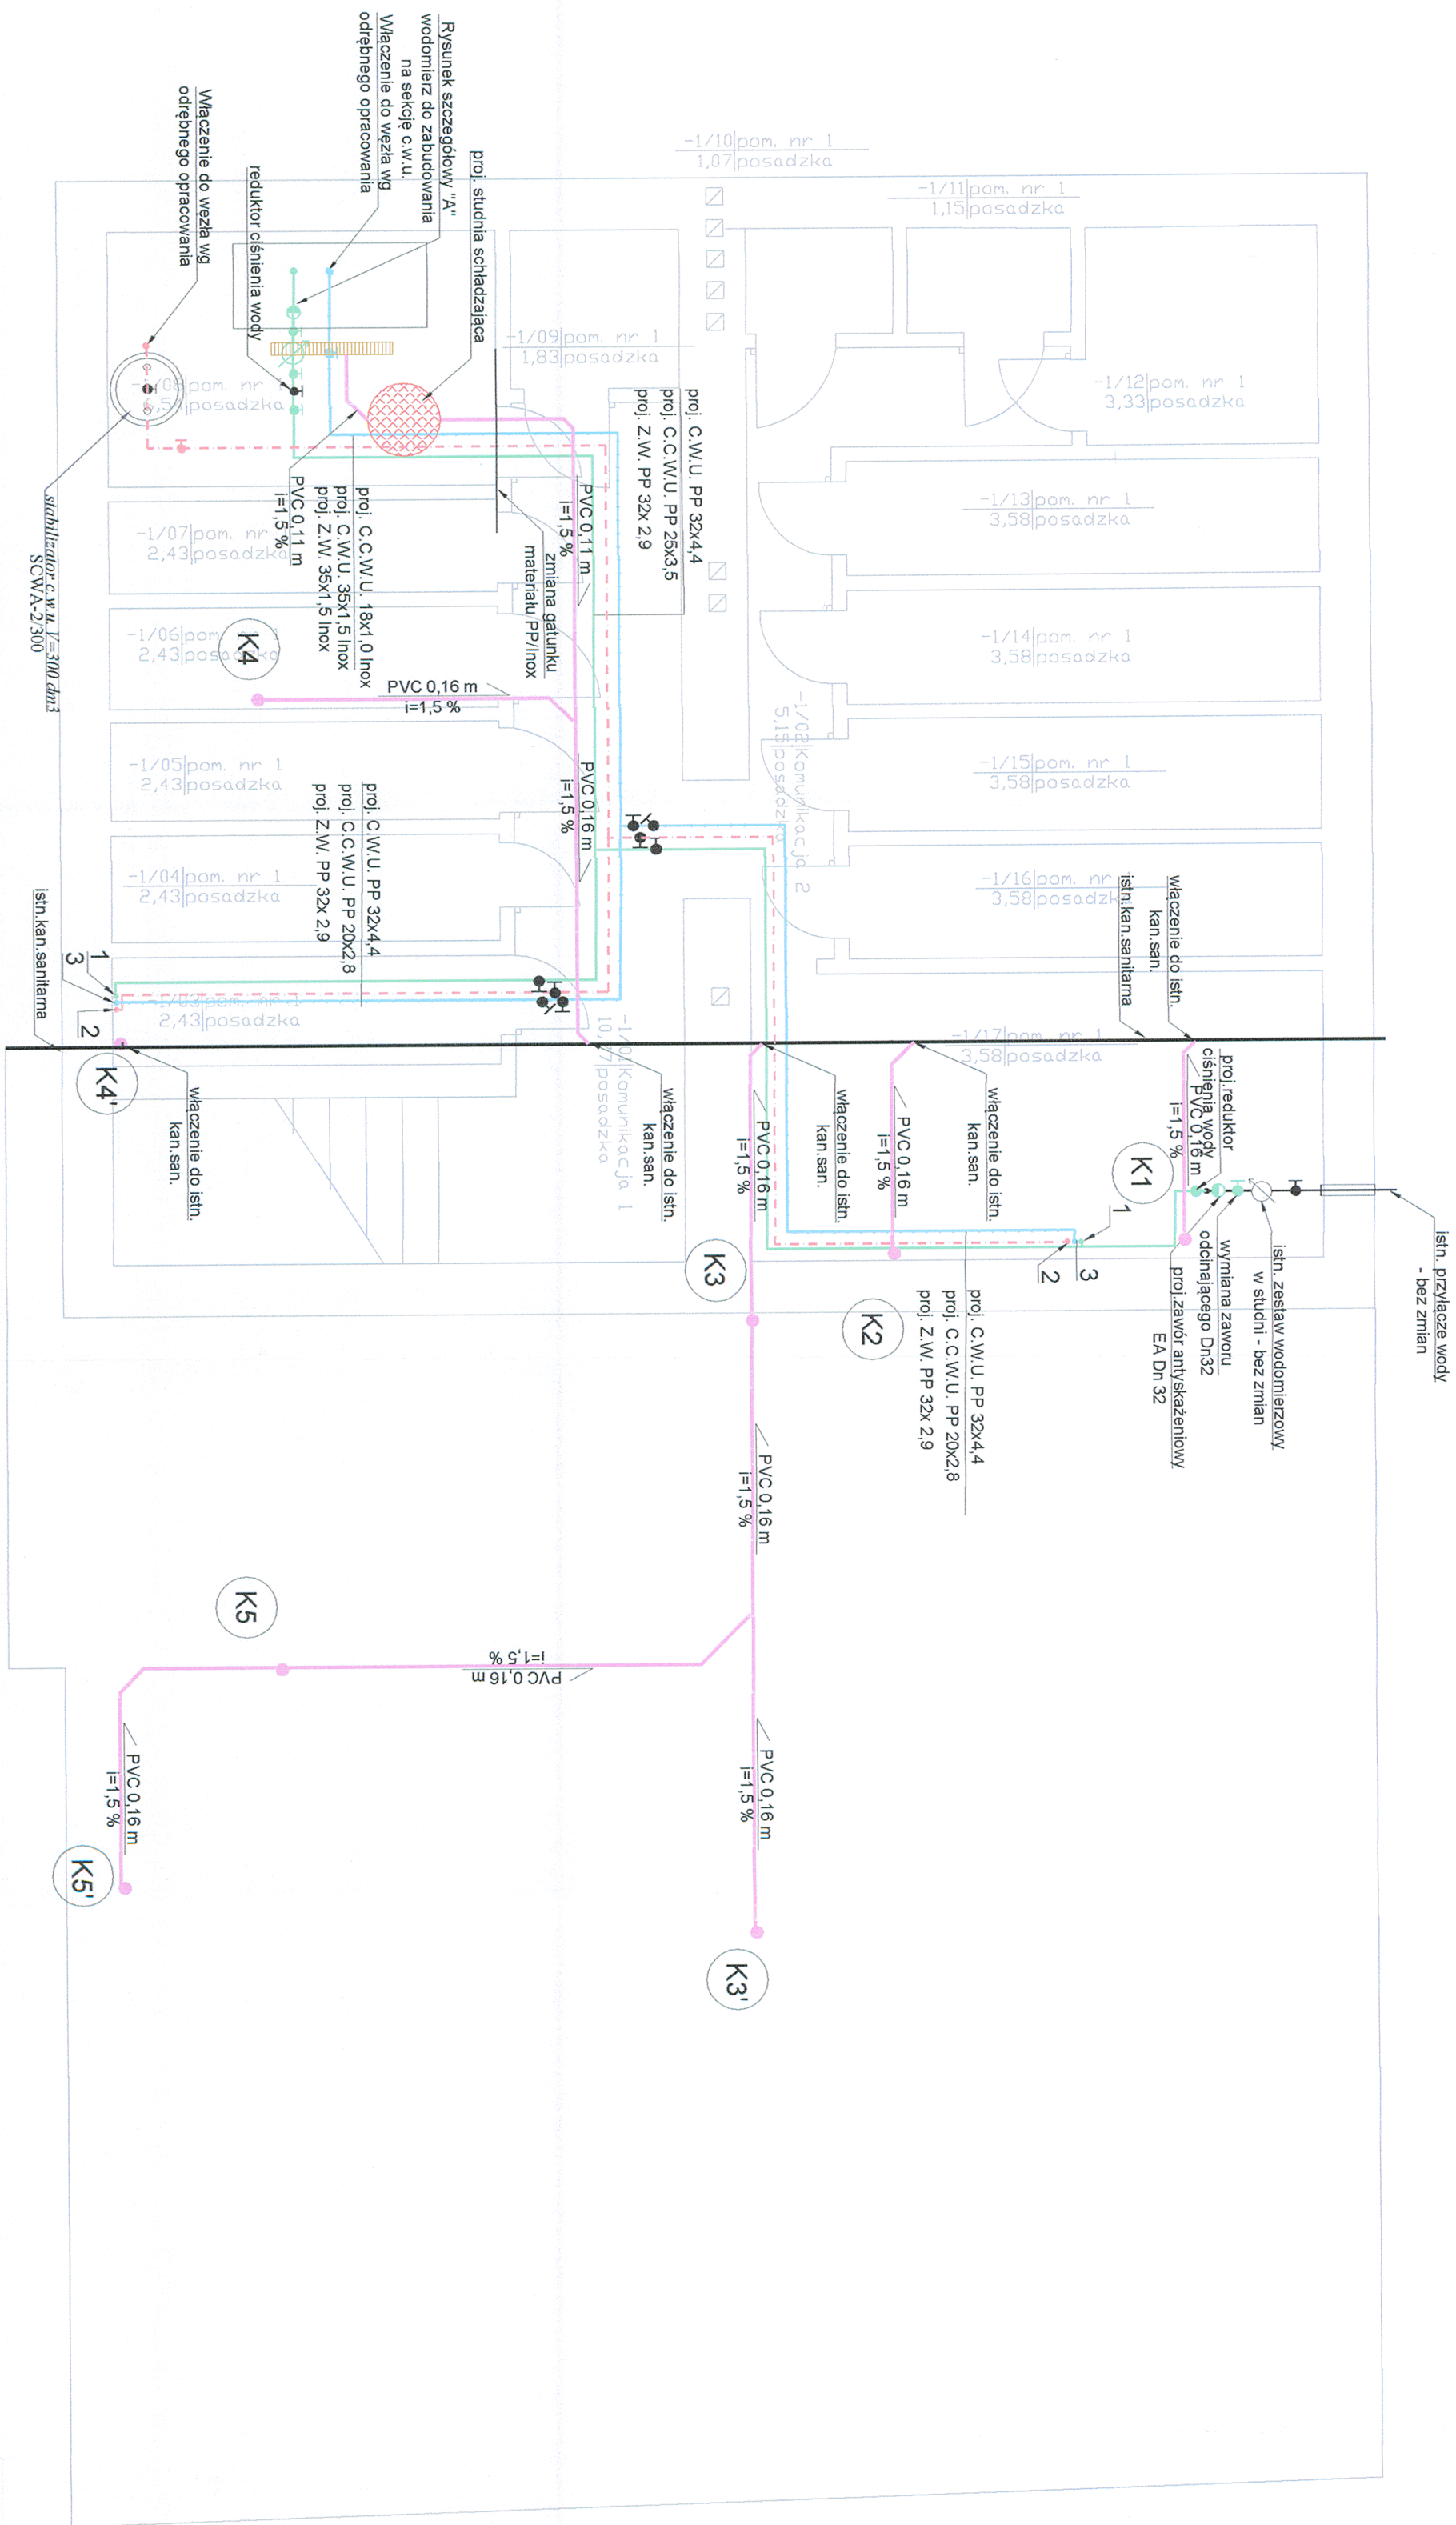 -1/10 pom. nr 1
1,07 posadzka
-1/11 pom. nr 1
1,15 posadzka
-1/09 pom. nr 1
1,83 posadzka
-1/12 pom. nr 1
3,33 posadzka
-1/13 pom. nr 1
3,58 posadzka
-1/14 pom. nr 1
3,58 posadzka
-1/15 pom. nr 1
3,58 posadzka
-1/16 pom. nr
3,58 posadzka
-1/17 pom. nr 1
3,58 posadzka
-1/08 pom. nr 1
posadzka
-1/07 pom. nr
2,43 posadzka
-1/06 pom. nr 1
2,43 posadzka
-1/05 pom. nr 1
2,43 posadzka
-1/04 pom. nr 1
2,43 posadzka
-1/03 pom. nr 1
2,43 posadzka
-1/02 Komunikacja 2
5,15 posadzka
-1/01 Komunikacja 1
posadzka
Rysunek szczegółowy "A"
wodomierz do zabudowania
na sekcję c.w.u.
Włączenie do węzła wg
odrębnego opracowania
Włączenie do węzła wg
odrębnego opracowania
reduktor ciśnienia wody
proj. studnia schładzająca
stabilizator c.w.u. V=300 dm3
SCWA-2/300
proj. C.W.U. PP 32x4,4
proj. C.C.W.U. PP 25x3,5
proj. Z.W. PP 32x 2,9
PVC 0,11 m
i=1,5 %
zmiana gatunku
materiału PP/Inox
proj. C.C.W.U. 18x1,0 Inox
proj. C.W.U. 35x1,5 Inox
proj. Z.W. 35x1,5 Inox
PVC 0,11 m
i=1,5 %
K4
PVC 0,16 m
i=1,5 %
PVC 0,16 m
i=1,5 %
proj. C.W.U. PP 32x4,4
proj. C.C.W.U. PP 20x2,8
proj. Z.W. PP 32x 2,9
istn.kan.sanitarna
1
3
2
K4'
włączenie do istn.
kan.san.
włączenie do istn.
kan.san.
włączenie do istn.
kan.san.
włączenie do istn.
kan.san.
włączenie do istn.
kan.san.
istn.kan.sanitarna
PVC 0,16 m
i=1,5 %
PVC 0,16 m
i=1,5 %
PVC 0,16 m
i=1,5 %
proj.reduktor
ciśnienia wody
K1
K2
K3
1
3
2
istn. przyłącze wody
- bez zmian
istn. zestaw wodomierzowy
w studni - bez zmian
wymiana zaworu
odcinającego Dn32
proj.zawór antyskażeniowy
EA Dn 32
proj. C.W.U. PP 32x4,4
proj. C.C.W.U. PP 20x2,8
proj. Z.W. PP 32x 2,9
PVC 0,16 m
i=1,5 %
K5
PVC 0,16 m
i=1,5 %
PVC 0,16 m
i=1,5 %
PVC 0,16 m
i=1,5 %
K5'
K3'